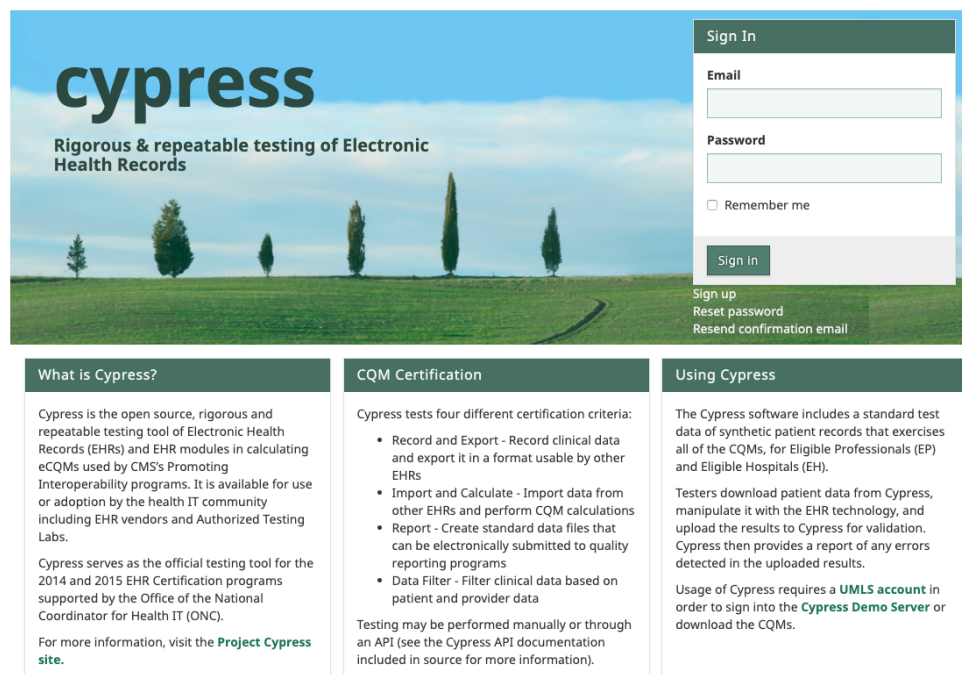 cypress
Rigorous & repeatable testing of Electronic
Health Records
Sign In
Email
Password
Remember me
Sign in
Sign up
Reset password
Resend confirmation email
What is Cypress?
Cypress is the open source, rigorous and
repeatable testing tool of Electronic Health
Records (EHRs) and EHR modules in calculating
eCQMs used by CMS's Promoting
Interoperability programs. It is available for use
or adoption by the health IT community
including EHR vendors and Authorized Testing
Labs.
Cypress serves as the official testing tool for the
2014 and 2015 EHR Certification programs
supported by the Office of the National
Coordinator for Health IT (ONC).
For more information, visit the Project Cypress
site.
CQM Certification
Cypress tests four different certification criteria:
• Record and Export - Record clinical data
and export it in a format usable by other
EHRs
• Import and Calculate - Import data from
other EHRs and perform CQM calculations
• Report - Create standard data files that
can be electronically submitted to quality
reporting programs
• Data Filter - Filter clinical data based on
patient and provider data
Testing may be performed manually or through
an API (see the Cypress API documentation
included in source for more information).
Using Cypress
The Cypress software includes a standard test
data of synthetic patient records that exercises
all of the CQMs, for Eligible Professionals (EP)
and Eligible Hospitals (EH).
Testers download patient data from Cypress,
manipulate it with the EHR technology, and
upload the results to Cypress for validation.
Cypress then provides a report of any errors
detected in the uploaded results.
Usage of Cypress requires a UMLS account in
order to sign into the Cypress Demo Server or
download the CQMs.